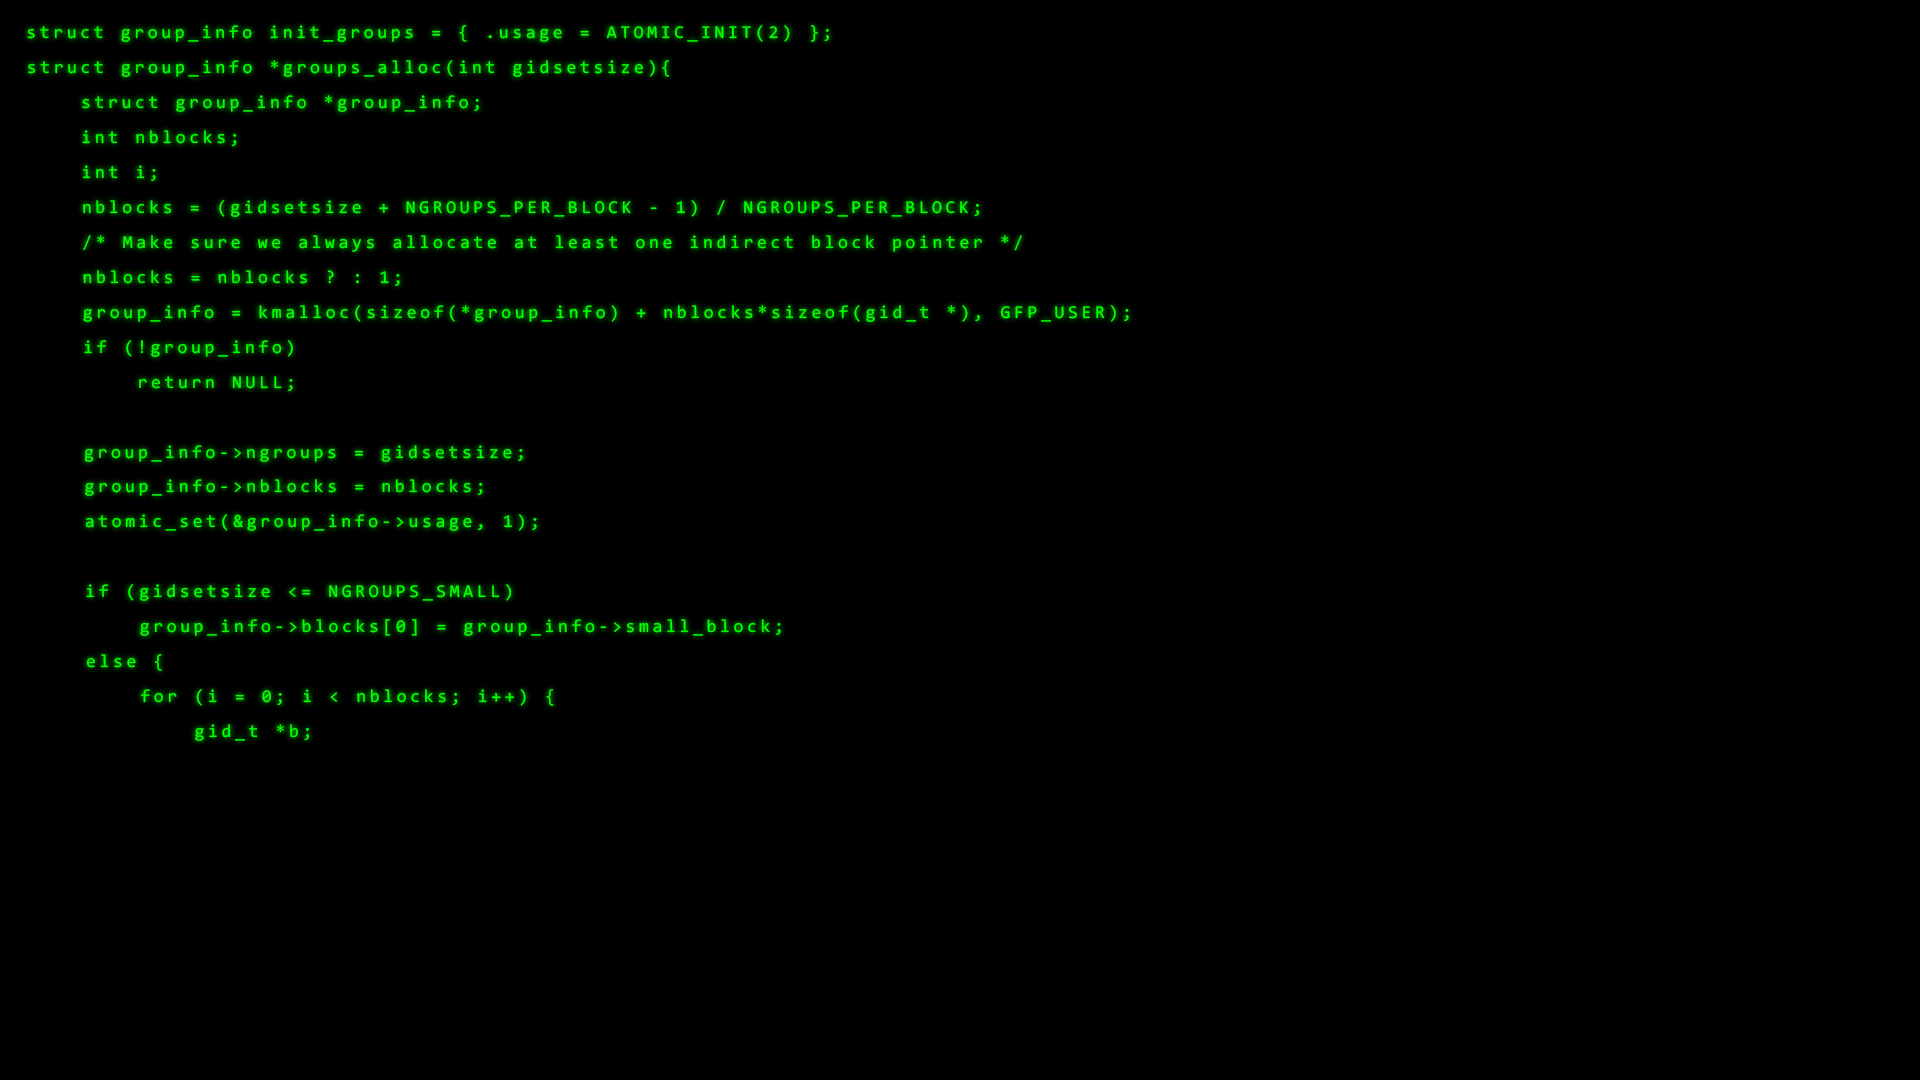 struct group_info init_groups = { .usage = ATOMIC_INIT(2) };
struct group_info *groups_alloc(int gidsetsize){
    struct group_info *group_info;
    int nblocks;
    int i;
    nblocks = (gidsetsize + NGROUPS_PER_BLOCK - 1) / NGROUPS_PER_BLOCK;
    /* Make sure we always allocate at least one indirect block pointer */
    nblocks = nblocks ? : 1;
    group_info = kmalloc(sizeof(*group_info) + nblocks*sizeof(gid_t *), GFP_USER);
    if (!group_info)
        return NULL;
    group_info->ngroups = gidsetsize;
    group_info->nblocks = nblocks;
    atomic_set(&group_info->usage, 1);
    if (gidsetsize <= NGROUPS_SMALL)
        group_info->blocks[0] = group_info->small_block;
    else {
        for (i = 0; i < nblocks; i++) {
            gid_t *b;